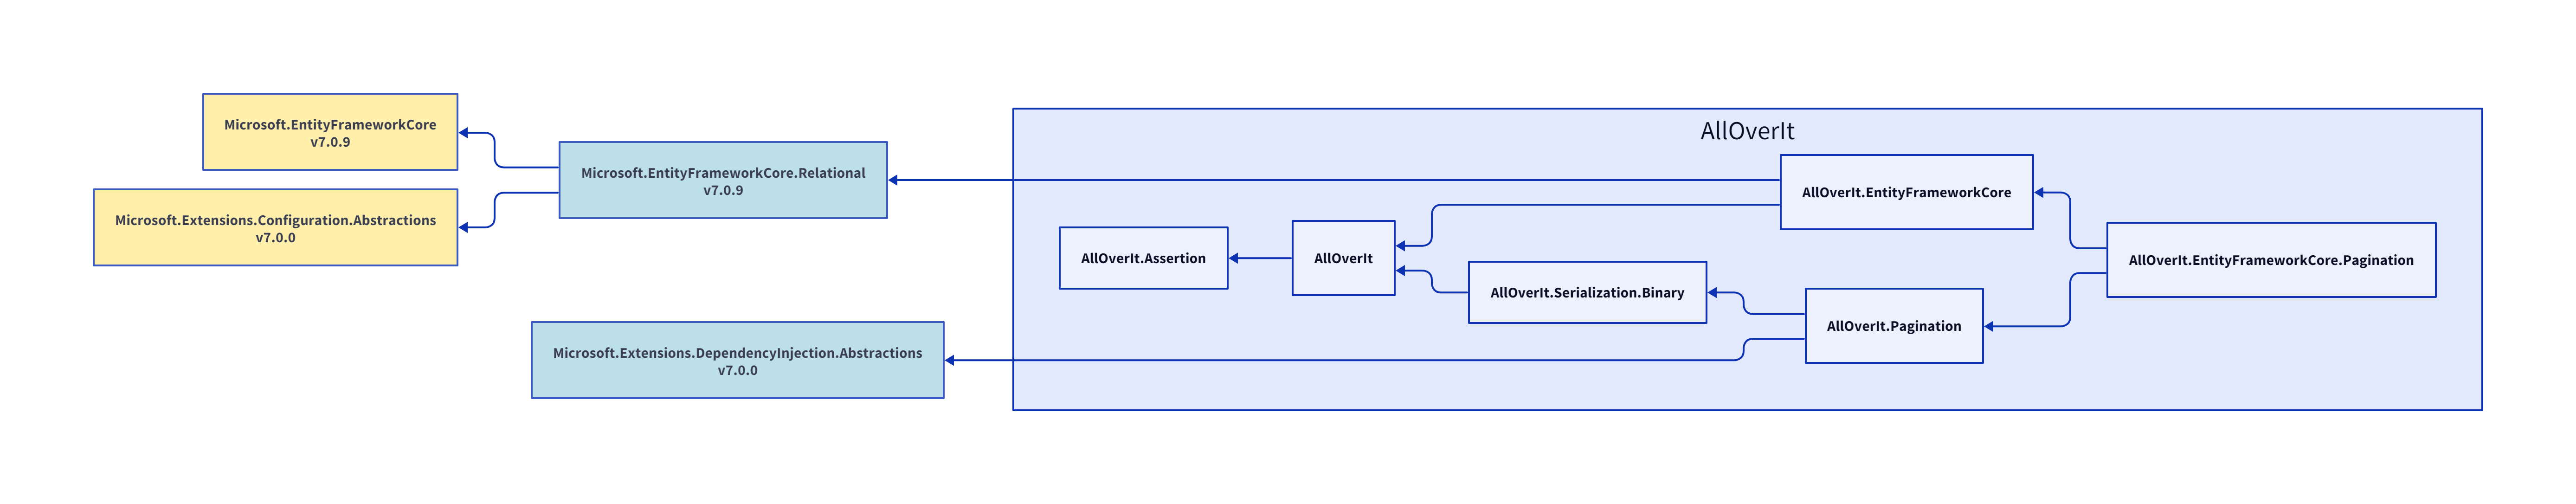 Microsoft.EntityFrameworkCore
v7.0.9
Microsoft.Extensions.Configuration.Abstractions
v7.0.0
Microsoft.EntityFrameworkCore.Relational
v7.0.9
Microsoft.Extensions.DependencyInjection.Abstractions
v7.0.0
AllOverIt
AllOverIt.Assertion
AllOverIt
AllOverIt.Serialization.Binary
AllOverIt.EntityFrameworkCore
AllOverIt.Pagination
AllOverIt.EntityFrameworkCore.Pagination